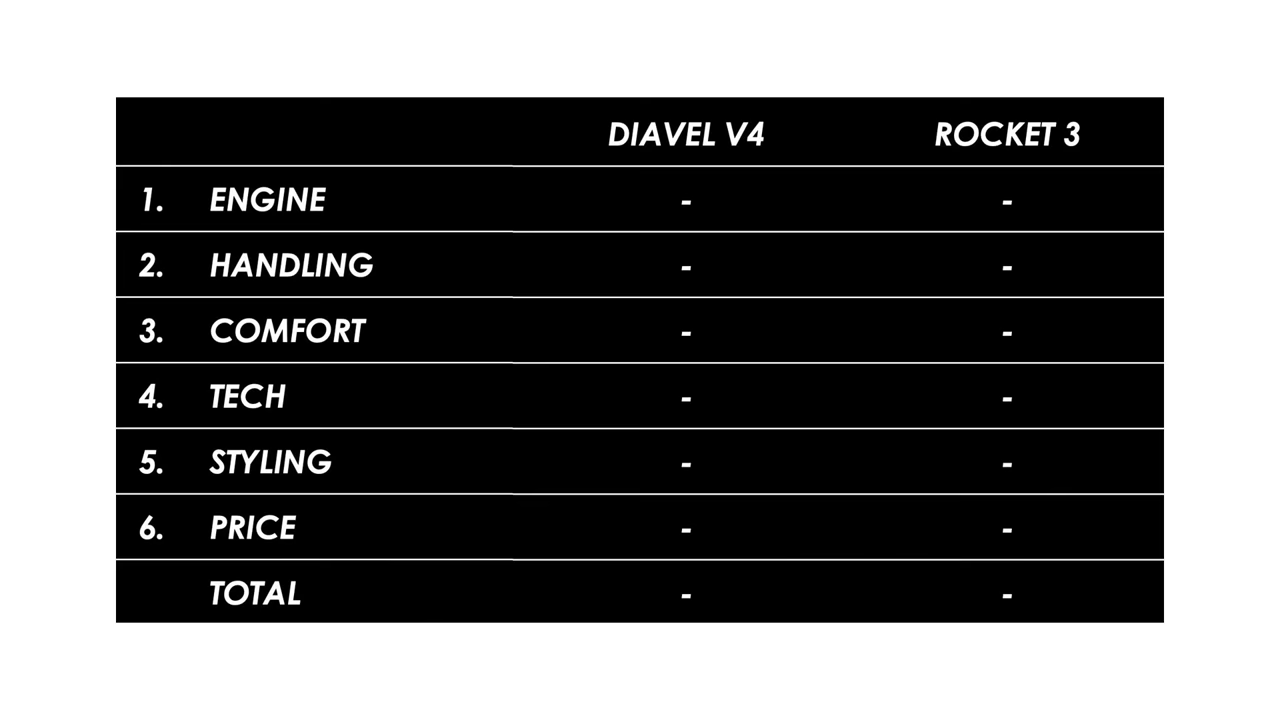 DIAVEL V4 ROCKET 3
1. ENGINE - -
2. HANDLING - -
3. COMFORT - -
4. TECH - -
5. STYLING - -
6. PRICE - -
TOTAL - -